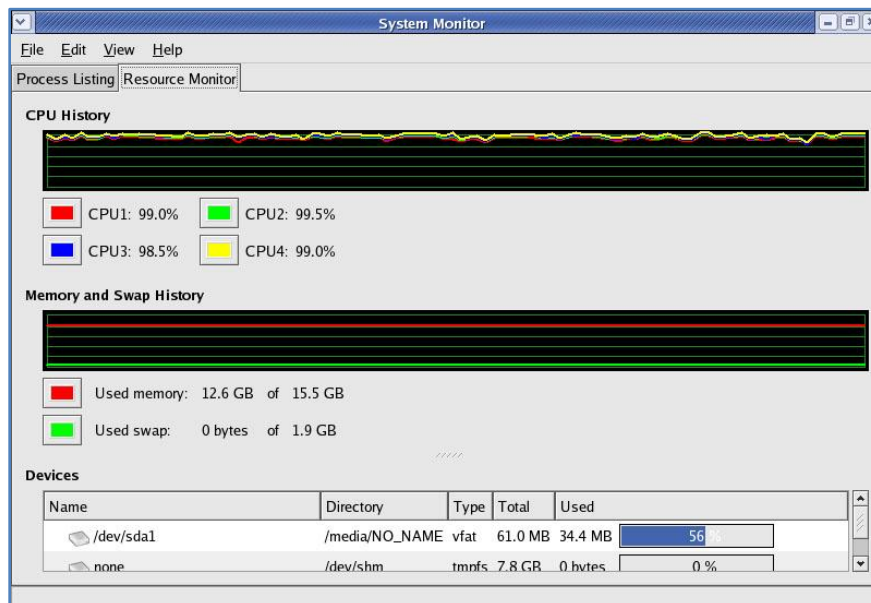 System Monitor
File Edit View Help
Process Listing Resource Monitor
CPU History
CPU1: 99.0% CPU2: 99.5%
CPU3: 98.5% CPU4: 99.0%
Memory and Swap History
Used memory: 12.6 GB of 15.5 GB
Used swap: 0 bytes of 1.9 GB
Devices
Name Directory Type Total Used
/dev/sda1 /media/NO_NAME vfat 61.0 MB 34.4 MB 56 %
none /dev/shm tmpfs 7.8 GB 0 bytes 0 %